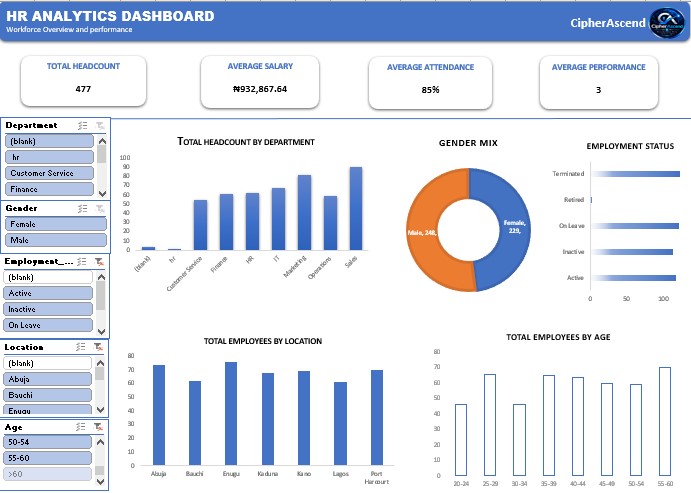 HR ANALYTICS DASHBOARD
Workforce Overview and performance
CipherAscend
CipherAscend
TOTAL HEADCOUNT
477
AVERAGE SALARY
₦932,867.64
AVERAGE ATTENDANCE
85%
AVERAGE PERFORMANCE
3
Department
(blank)
hr
Customer Service
Finance
Gender
Female
Male
Employment_...
(blank)
Active
Inactive
On Leave
Location
(blank)
Abuja
Bauchi
Enugu
Age
50-54
55-60
>60
TOTAL HEADCOUNT BY DEPARTMENT
100
90
80
70
60
50
40
30
20
10
0
(blank)
hr
Customer Service
Finance
HR
IT
Marketing
Operations
Sales
GENDER MIX
Male, 248,
Female, 229,
EMPLOYMENT STATUS
Terminated
Retired
On Leave
Inactive
Active
0
50
100
TOTAL EMPLOYEES BY LOCATION
80
70
60
50
40
30
20
10
0
Abuja
Bauchi
Enugu
Kaduna
Kano
Lagos
Port Harcourt
TOTAL EMPLOYEES BY AGE
80
70
60
50
40
30
20
10
0
20-24
25-29
30-34
35-39
40-44
45-49
50-54
55-60